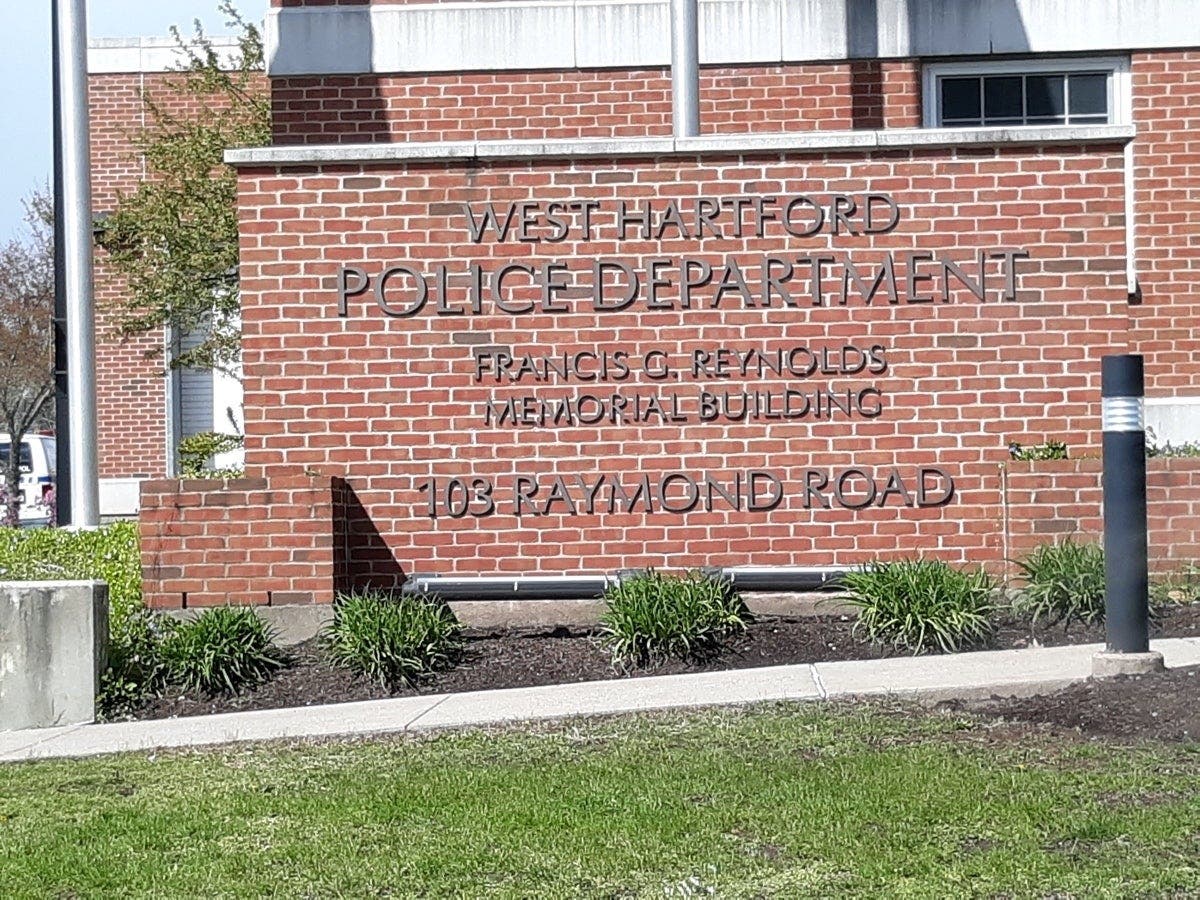 WEST HARTFORD
POLICE DEPARTMENT
FRANCIS G. REYNOLDS
MEMORIAL BUILDING
103 RAYMOND ROAD